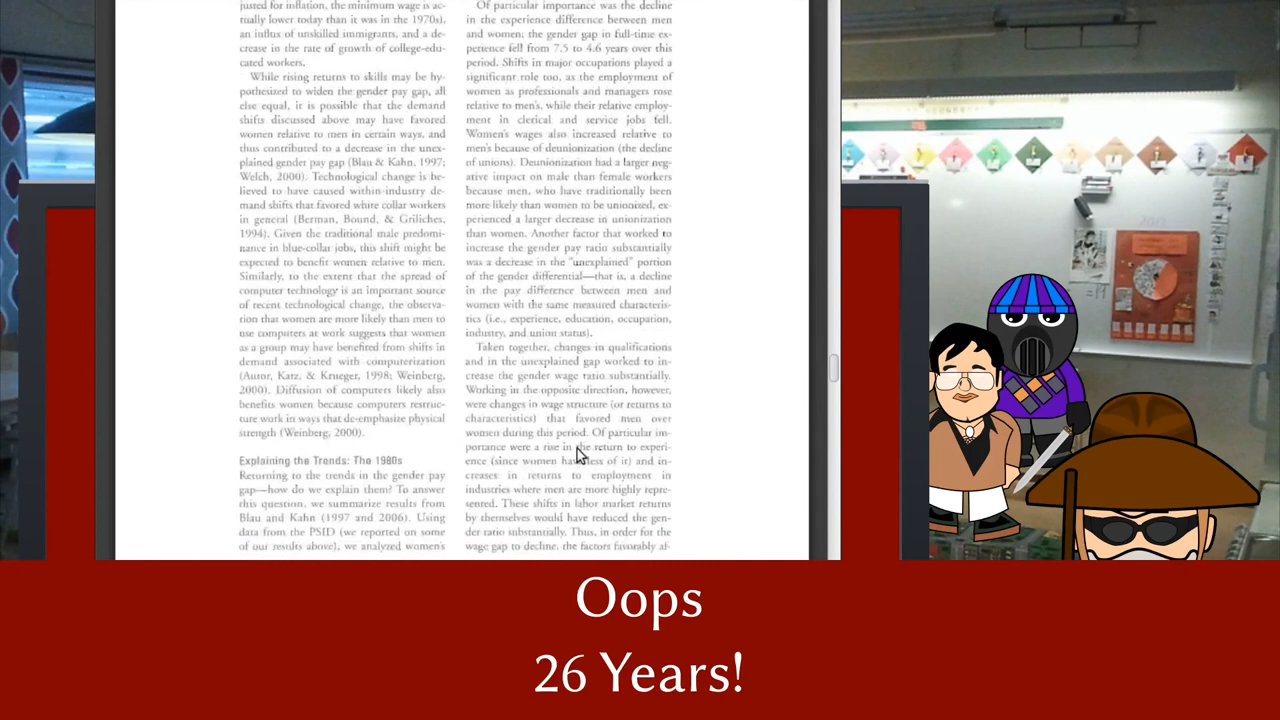 justed for inflation, the minimum wage is ac-
tually lower today than it was in the 1970s),
an influx of unskilled immigrants, and a de-
crease in the rate of growth of college-edu-
cated workers.
While rising returns to skills may be hy-
pothesized to widen the gender pay gap, all
else equal, it is possible that the demand
shifts discussed above may have favored
women relative to men in certain ways, and
thus contributed to a decrease in the unex-
plained gender pay gap (Blau & Kahn, 1997;
Welch, 2000). Technological change is be-
lieved to have caused within-industry de-
mand shifts that favored white collar workers
in general (Berman, Bound, & Griliches,
1994). Given the traditional male predomi-
nance in blue-collar jobs, this shift might be
expected to benefit women relative to men.
Similarly, to the extent that the spread of
computer technology is an important source
of recent technological change, the observa-
tion that women are more likely than men to
use computers at work suggests that women
as a group may have benefited from shifts in
demand associated with computerization
(Autor, Katz, & Krueger, 1998; Weinberg,
2000). Diffusion of computers likely also
benefits women because computers restruc-
ture work in ways that de-emphasize physical
strength (Weinberg, 2000).
Explaining the Trends: The 1980s
Returning to the trends in the gender pay
gap—how do we explain them? To answer
this question, we summarize results from
Blau and Kahn (1997 and 2006). Using
data from the PSID (we reported on some
of our results above), we analyzed women's
Of particular importance was the decline
in the experience difference between men
and women; the gender gap in full-time ex-
perience fell from 7.5 to 4.6 years over this
period. Shifts in major occupations played a
significant role too, as the employment of
women as professionals and managers rose
relative to men's, while their relative employ-
ment in clerical and service jobs fell.
Women's wages also increased relative to
men's because of deunionization (the decline
of unions). Deunionization had a larger neg-
ative impact on male than female workers
because men, who have traditionally been
more likely than women to be unionized, ex-
perienced a larger decrease in unionization
than women. Another factor that worked to
increase the gender pay ratio substantially
was a decrease in the "unexplained" portion
of the gender differential—that is, a decline
in the pay difference between men and
women with the same measured characteris-
tics (i.e., experience, education, occupation,
industry, and union status).
Taken together, changes in qualifications
and in the unexplained gap worked to in-
crease the gender wage ratio substantially.
Working in the opposite direction, however,
were changes in wage structure (or returns to
characteristics) that favored men over
women during this period. Of particular im-
portance were a rise in the return to experi-
ence (since women have less of it) and in-
creases in returns to employment in
industries where men are more highly repre-
sented. These shifts in labor market returns
by themselves would have reduced the gen-
der ratio substantially. Thus, in order for the
wage gap to decline, the factors favorably af-
Oops
26 Years!